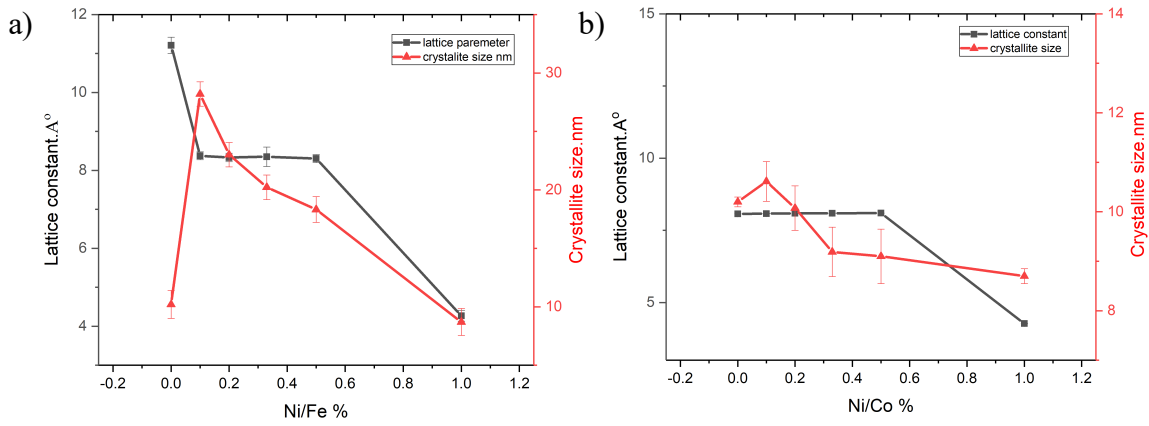 a)
12
10
8
6
4
Lattice constant.A°
lattice paremeter
crystalite size nm
30
20
10
Crystallite size.nm
-0.2 0.0 0.2 0.4 0.6 0.8 1.0 1.2
Ni/Fe %
b)
15
10
5
Lattice constant.A°
lattice constant
crystallite size
14
12
10
8
Crystallite size.nm
-0.2 0.0 0.2 0.4 0.6 0.8 1.0 1.2
Ni/Co %